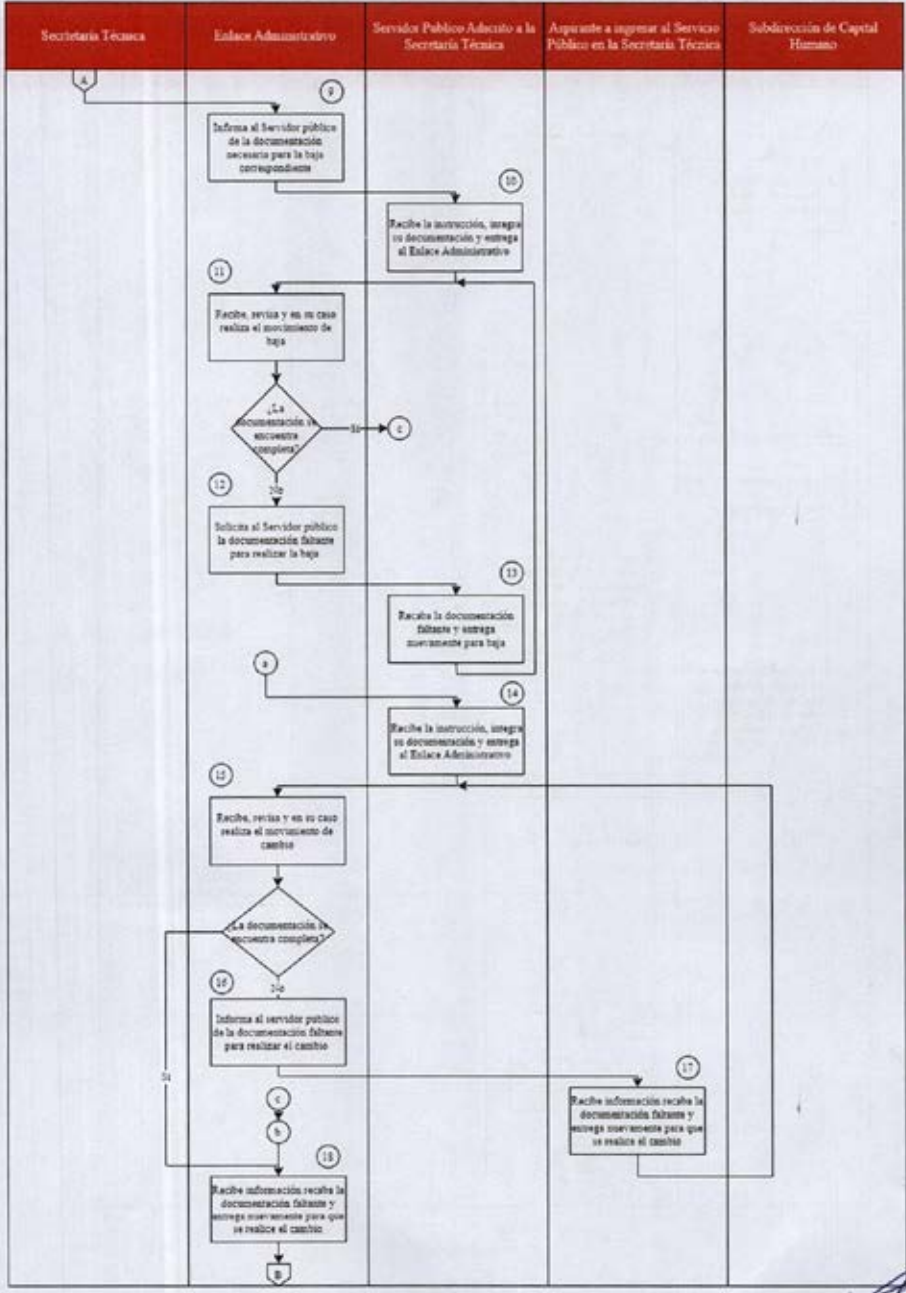 Secretaría Técnica
Enlace Administrativo
Servidor Público Adscrito a la
Secretaría Técnica
Aspirante a ingresar al Servicio
Público en la Secretaría Técnica
Subdirección de Capital
Humano
A
9
Informa al Servidor público
de la documentación
necesaria para la baja
correspondiente
10
Recibe la instrucción, integra
su documentación y entrega
al Enlace Administrativo
11
Recibe, revisa y en su caso
realiza el movimiento de
baja
¿La
documentación se
encuentra
completa?
Si
c
No
12
Solicita al Servidor público
la documentación faltante
para realizar la baja
13
Recaba la documentación
faltante y entrega
nuevamente para baja
a
14
Recibe la instrucción, integra
su documentación y entrega
al Enlace Administrativo
15
Recibe, revisa y en su caso
realiza el movimiento de
cambio
¿La documentación se
encuentra completa?
No
16
Informa al servidor público
de la documentación faltante
para realizar el cambio
Si
17
Recibe información recaba la
documentación faltante y
entrega nuevamente para que
se realice el cambio
c
b
18
Recibe información recaba la
documentación faltante y
entrega nuevamente para que
se realice el cambio
B